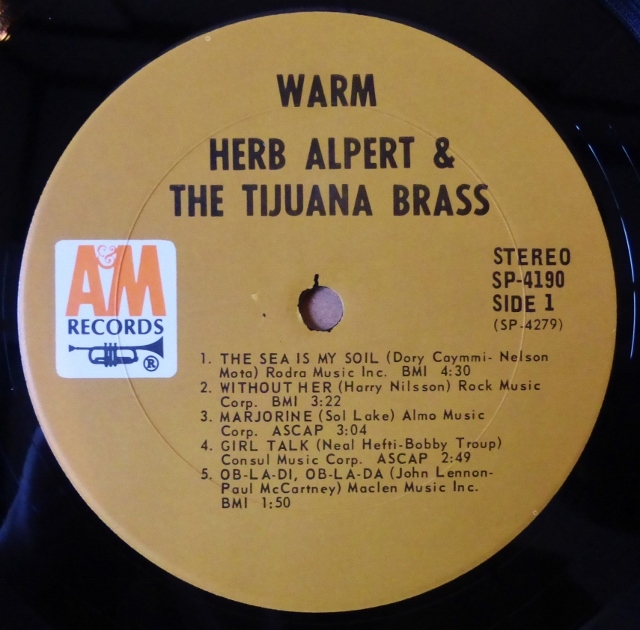 WARM
HERB ALPERT &
THE TIJUANA BRASS
A&M
RECORDS
®
STEREO
SP-4190
SIDE 1
(SP-4279)
1. THE SEA IS MY SOIL (Dory Caymmi- Nelson
Mota) Rodra Music Inc. BMI 4:30
2. WITHOUT HER (Harry Nilsson) Rock Music
Corp. BMI 3:22
3. MARJORINE (Sol Lake) Almo Music
Corp. ASCAP 3:04
4. GIRL TALK (Neal Hefti-Bobby Troup)
Consul Music Corp. ASCAP 2:49
5. OB-LA-DI, OB-LA-DA (John Lennon-
Paul McCartney) Maclen Music Inc.
BMI 1:50